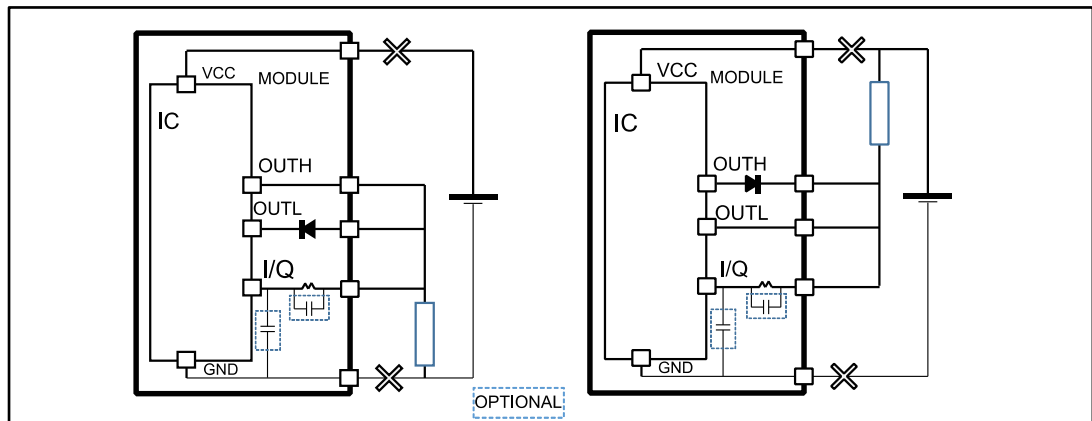 VCC
MODULE
IC
OUTH
OUTL
I/Q
GND
VCC
MODULE
IC
OUTH
OUTL
I/Q
GND
OPTIONAL